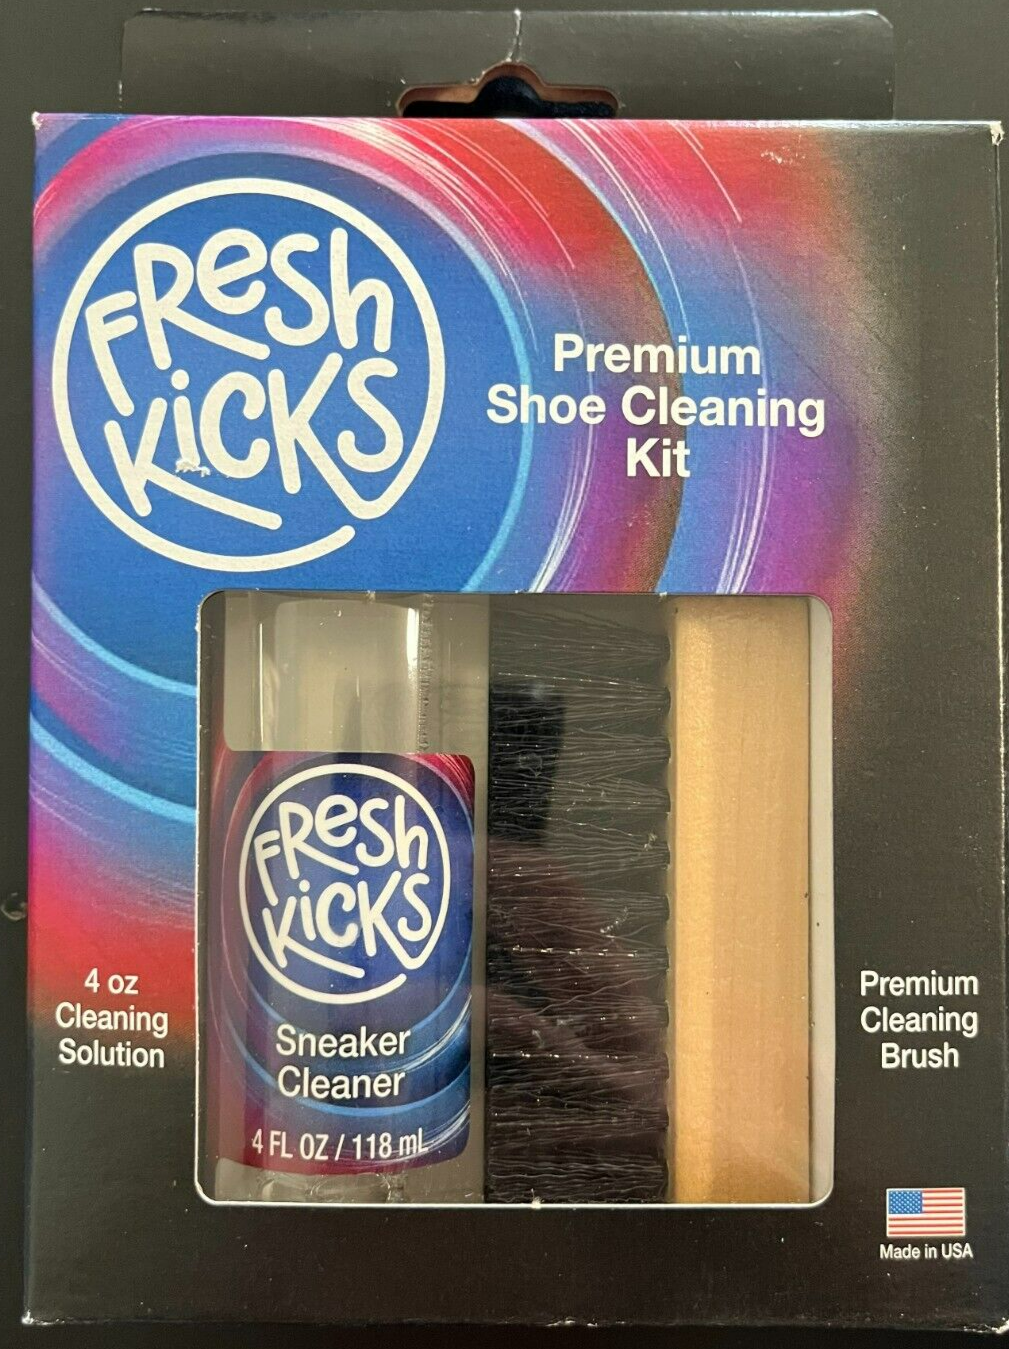 FResh
KiCKS
Premium
Shoe Cleaning
Kit
FResh
KiCKS
Sneaker
Cleaner
4 FL OZ / 118 mL
4 oz
Cleaning
Solution
Premium
Cleaning
Brush
Made in USA